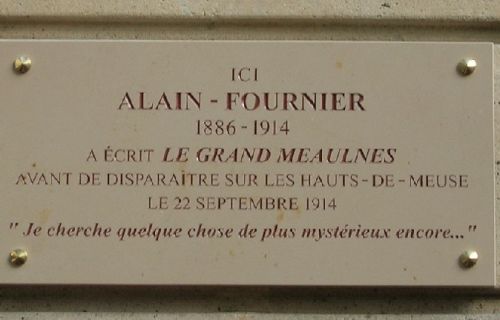 ICI
ALAIN - FOURNIER
1886 - 1914
A ÉCRIT LE GRAND MEAULNES
AVANT DE DISPARAITRE SUR LES HAUTS - DE - MEUSE
LE 22 SEPTEMBRE 1914
" Je cherche quelque chose de plus mystérieux encore... "